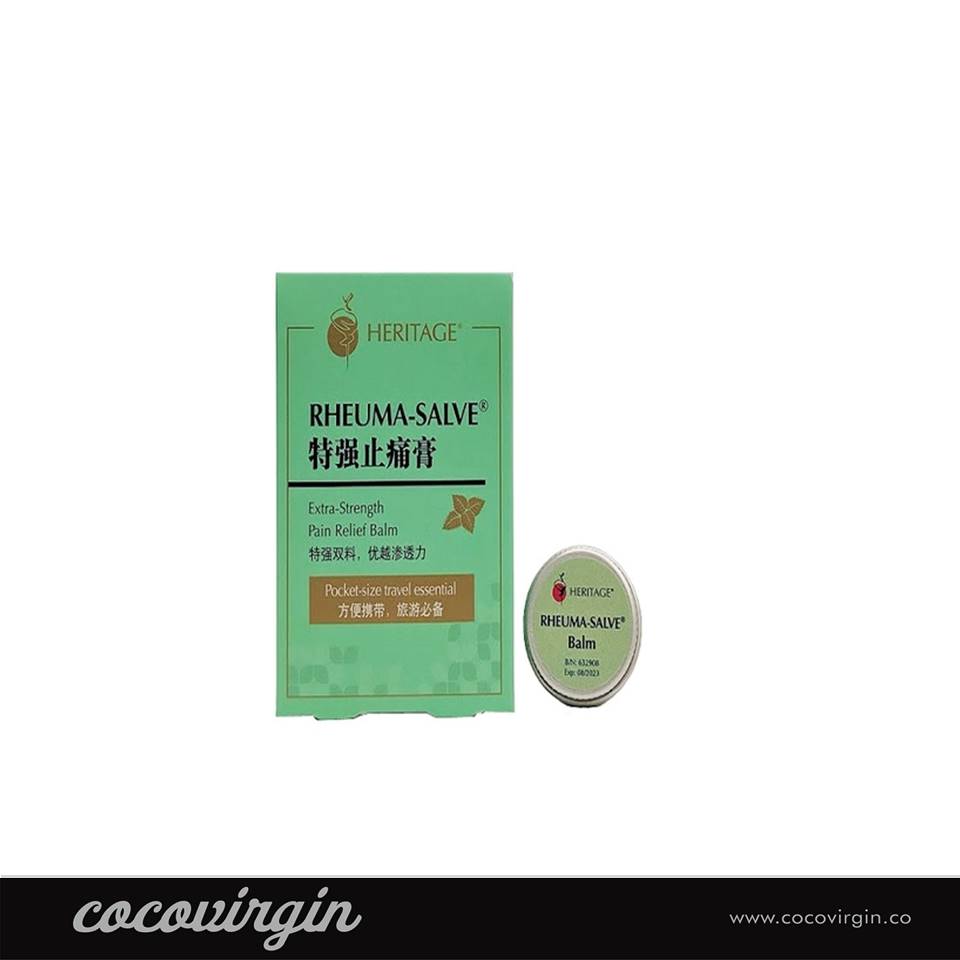 HERITAGE®
RHEUMA-SALVE®
特强止痛膏
Extra-Strength
Pain Relief Balm
特强双料，优越渗透力
Pocket-size travel essential
方便携带，旅游必备
HERITAGE®
RHEUMA-SALVE®
Balm
B/N: 632908
Exp: 08/2023
cocovirgin
www.cocovirgin.co